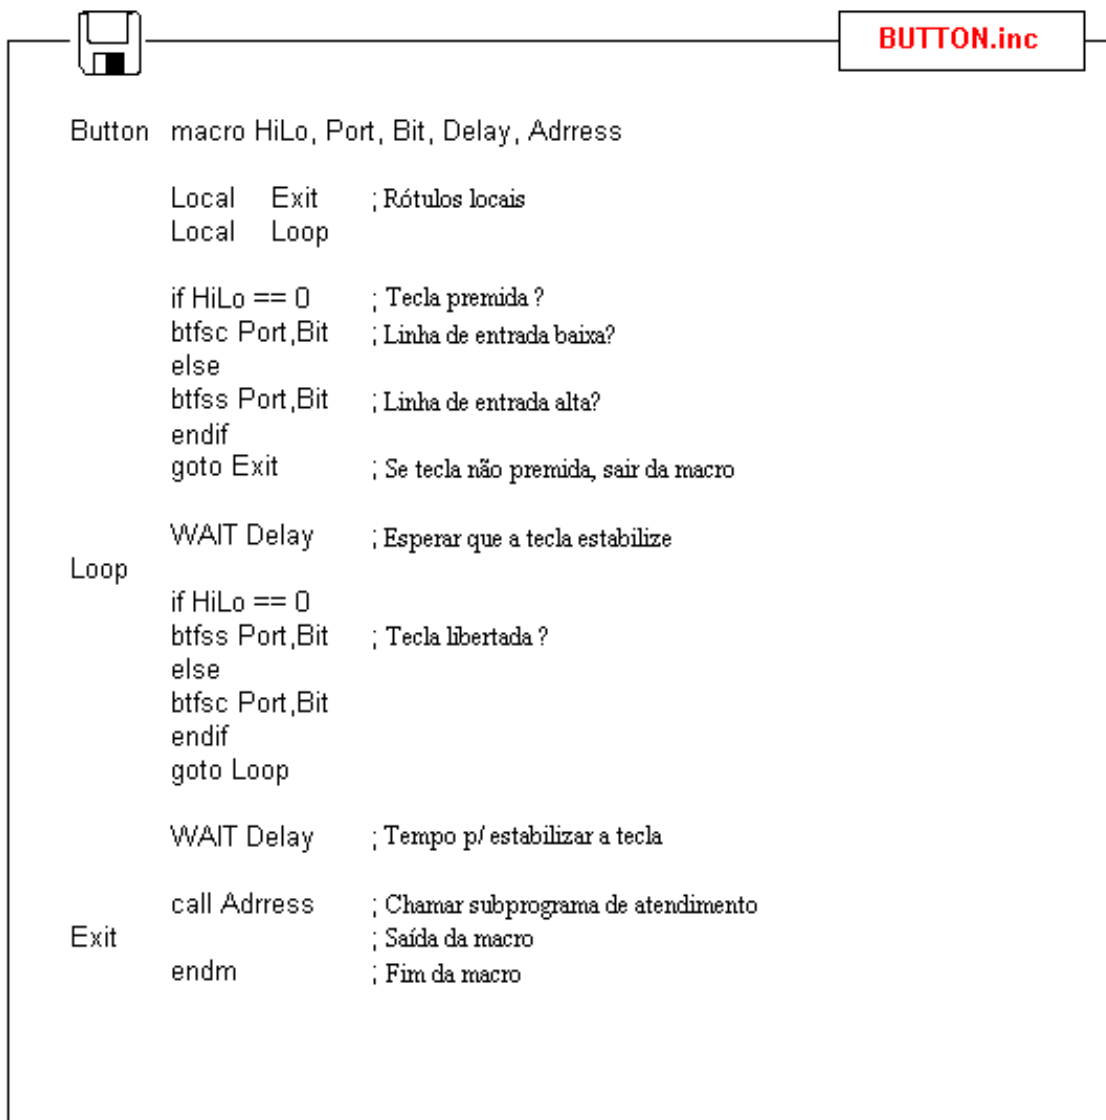 BUTTON.inc
Button macro HiLo, Port, Bit, Delay, Adrress
Local Exit ; Rótulos locais
Local Loop
if HiLo == 0 ; Tecla premida ?
btfsc Port,Bit ; Linha de entrada baixa?
else
btfss Port,Bit ; Linha de entrada alta?
endif
goto Exit ; Se tecla não premida, sair da macro
WAIT Delay ; Esperar que a tecla estabilize
Loop
if HiLo == 0
btfss Port,Bit ; Tecla libertada ?
else
btfsc Port,Bit
endif
goto Loop
WAIT Delay ; Tempo p/ estabilizar a tecla
call Adrress ; Chamar subprograma de atendimento
Exit ; Saída da macro
endm ; Fim da macro